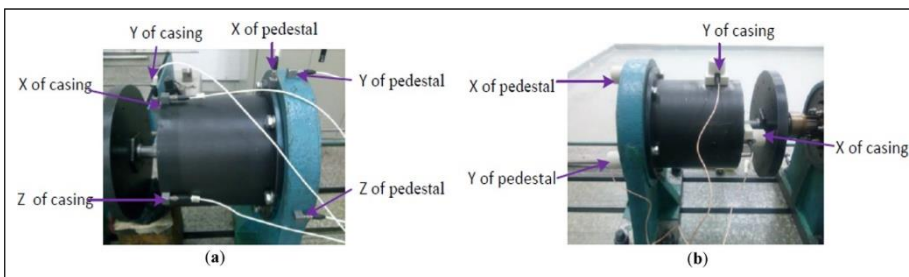 Y of casing
X of pedestal
X of casing
Y of pedestal
Z of casing
Z of pedestal
(a)
Y of casing
X of pedestal
X of casing
Y of pedestal
(b)